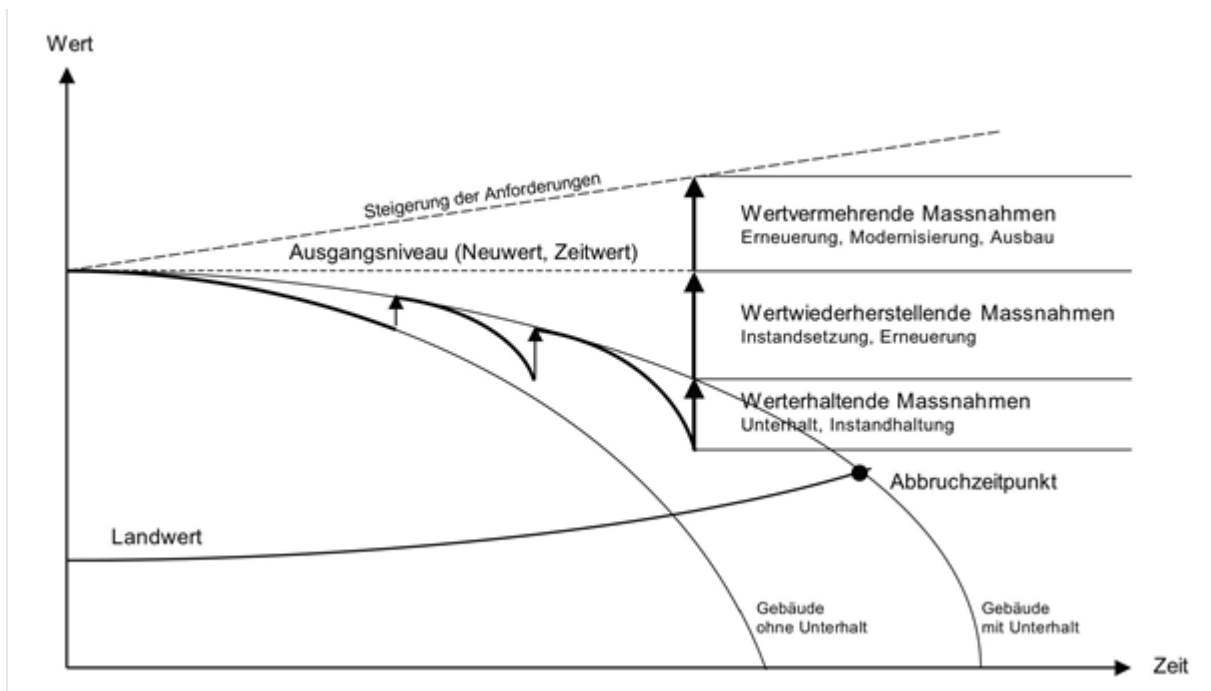 Wert
Steigerung der Anforderungen
Ausgangsniveau (Neuwert, Zeitwert)
Wertvermehrende Massnahmen
Erneuerung, Modernisierung, Ausbau
Wertwiederherstellende Massnahmen
Instandsetzung, Erneuerung
Werterhaltende Massnahmen
Unterhalt, Instandhaltung
Abbruchzeitpunkt
Landwert
Gebäude
ohne Unterhalt
Gebäude
mit Unterhalt
Zeit